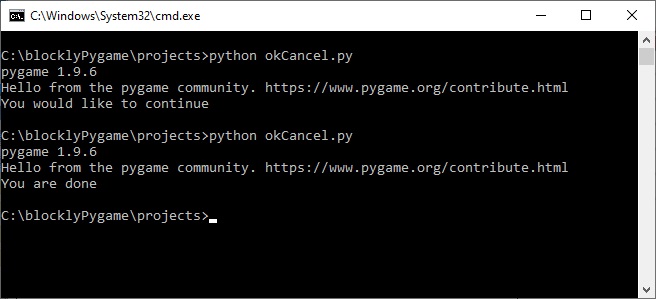 C:\Windows\System32\cmd.exe
C:\blocklyPygame\projects>python okCancel.py
pygame 1.9.6
Hello from the pygame community. https://www.pygame.org/contribute.html
You would like to continue
C:\blocklyPygame\projects>python okCancel.py
pygame 1.9.6
Hello from the pygame community. https://www.pygame.org/contribute.html
You are done
C:\blocklyPygame\projects>